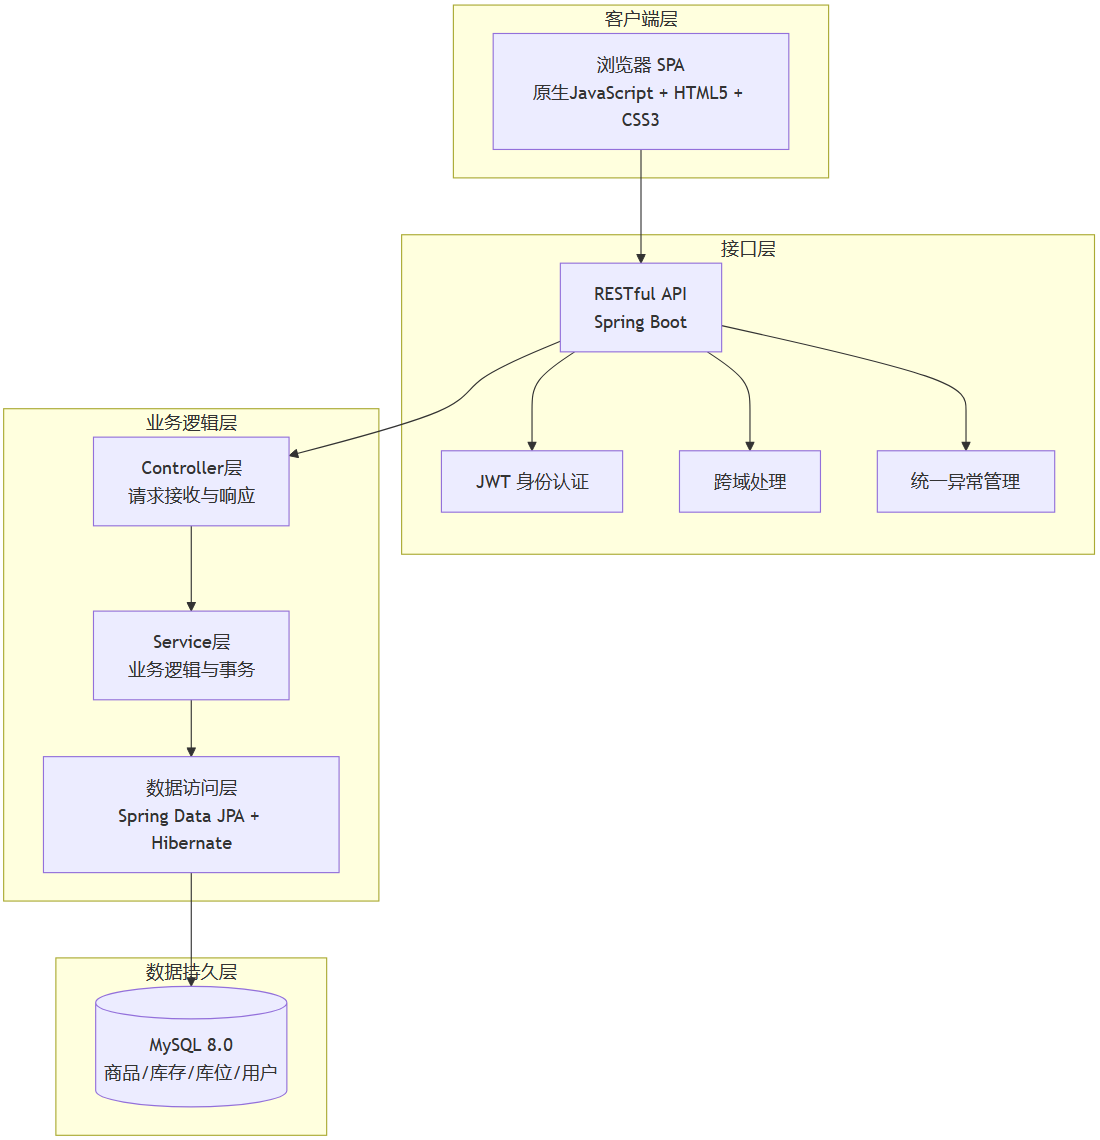 客户端层
浏览器 SPA
原生JavaScript + HTML5 +
CSS3
接口层
RESTful API
Spring Boot
JWT 身份认证
跨域处理
统一异常管理
业务逻辑层
Controller层
请求接收与响应
Service层
业务逻辑与事务
数据访问层
Spring Data JPA +
Hibernate
数据持久层
MySQL 8.0
商品/库存/库位/用户